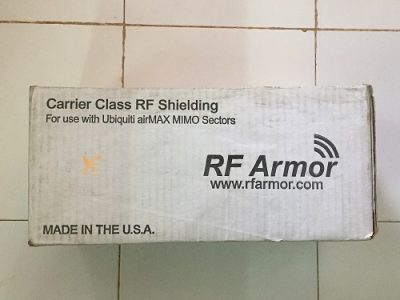 Carrier Class RF Shielding
For use with Ubiquiti airMAX MIMO Sectors
RF Armor
www.rfarmor.com
MADE IN THE U.S.A.